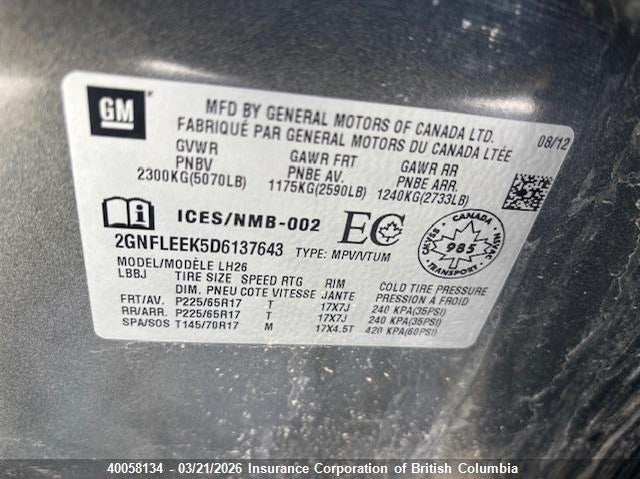 GM
MFD BY GENERAL MOTORS OF CANADA LTD.
FABRIQUÉ PAR GENERAL MOTORS DU CANADA LTÉE
08/12
GVWR GAWR FRT GAWR RR
PNBV PNBE AV. PNBE ARR.
2300KG(5070LB) 1175KG(2590LB) 1240KG(2733LB)
i ICES/NMB-002 EC
2GNFLEEK5D6137643 TYPE: MPV/VTUM
CMVSS NSVAC
985
TRANSPORT
MODEL/MODÈLE LH26
LBBJ TIRE SIZE SPEED RTG RIM COLD TIRE PRESSURE
DIM. PNEU COTE VITESSE JANTE PRESSION À FROID
FRT/AV. P225/65R17 T 17X7J 240 KPA(35PSI)
RR/ARR. P225/65R17 T 17X7J 240 KPA(35PSI)
SPA/SOS T145/70R17 M 17X4.5T 420 KPA(60PSI)
40058134 - 03/21/2026 Insurance Corporation of British Columbia